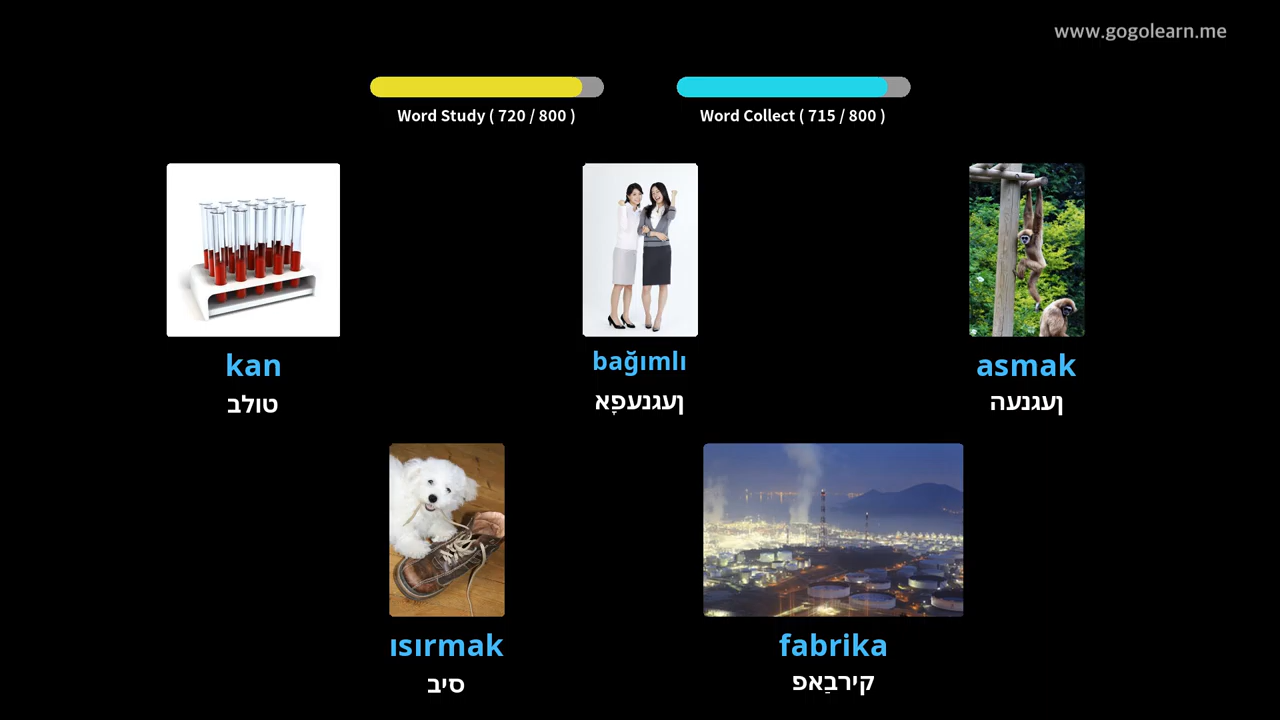 www.gogolearn.me
Word Study ( 720 / 800 )
Word Collect ( 715 / 800 )
kan
טולב
bağımlı
ןעגנעפָא
asmak
ןעגנעה
ısırmak
סיב
fabrika
קירבַאפ